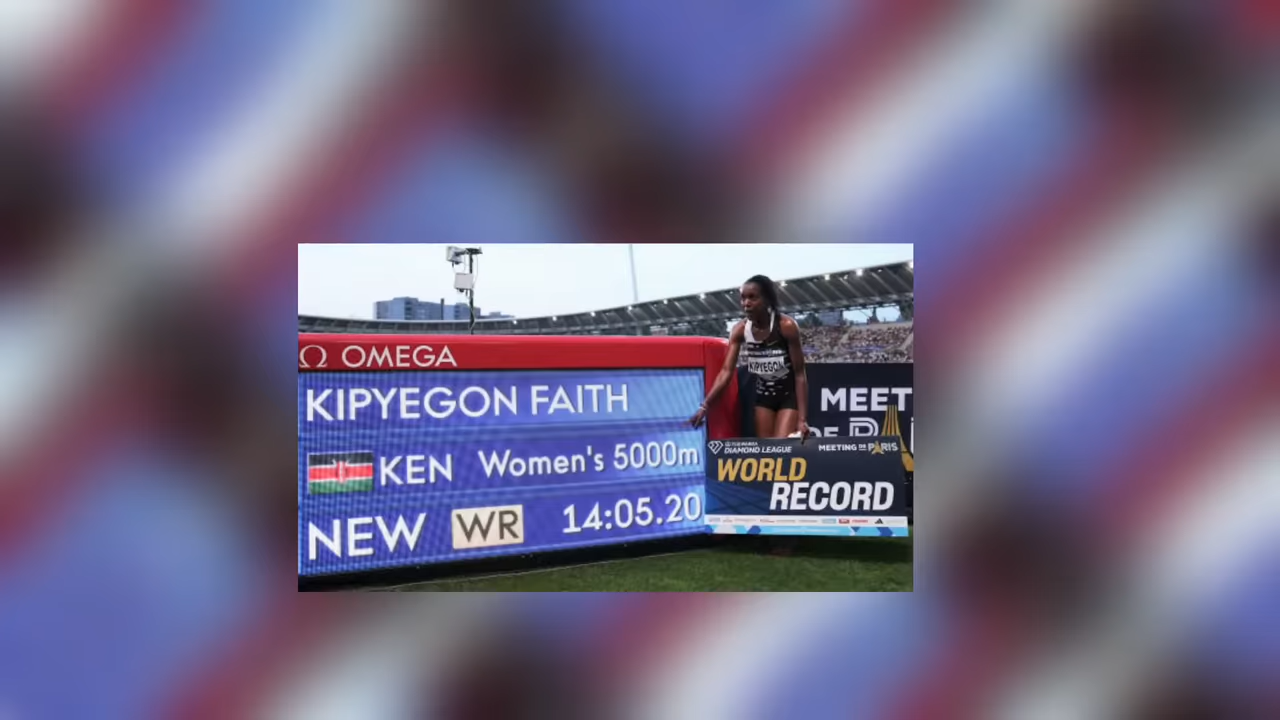 Ω OMEGA
KIPYEGON FAITH
KEN Women's 5000m
NEW WR 14:05.20
KIPYEGON
MEET
DE
DIAMOND LEAGUE
MEETING DE PARIS
WORLD
RECORD